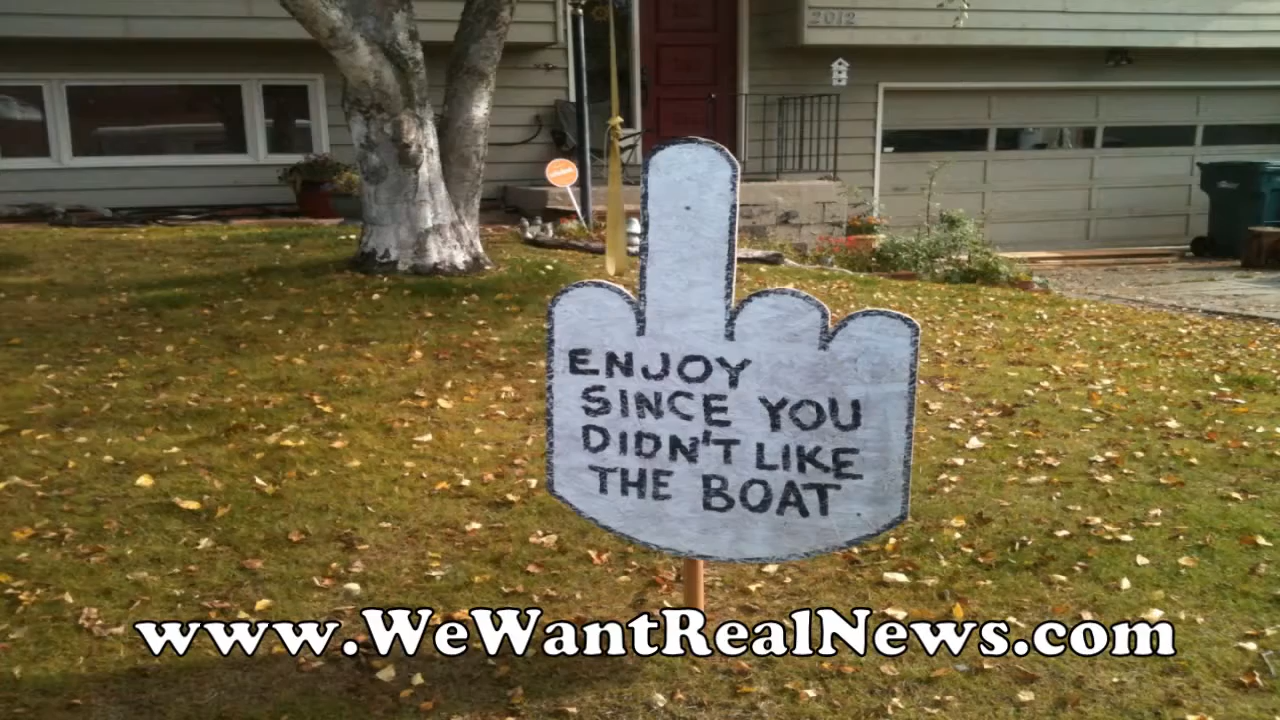 2012
ENJOY
SINCE YOU
DIDN'T LIKE
THE BOAT
www.WeWantRealNews.com